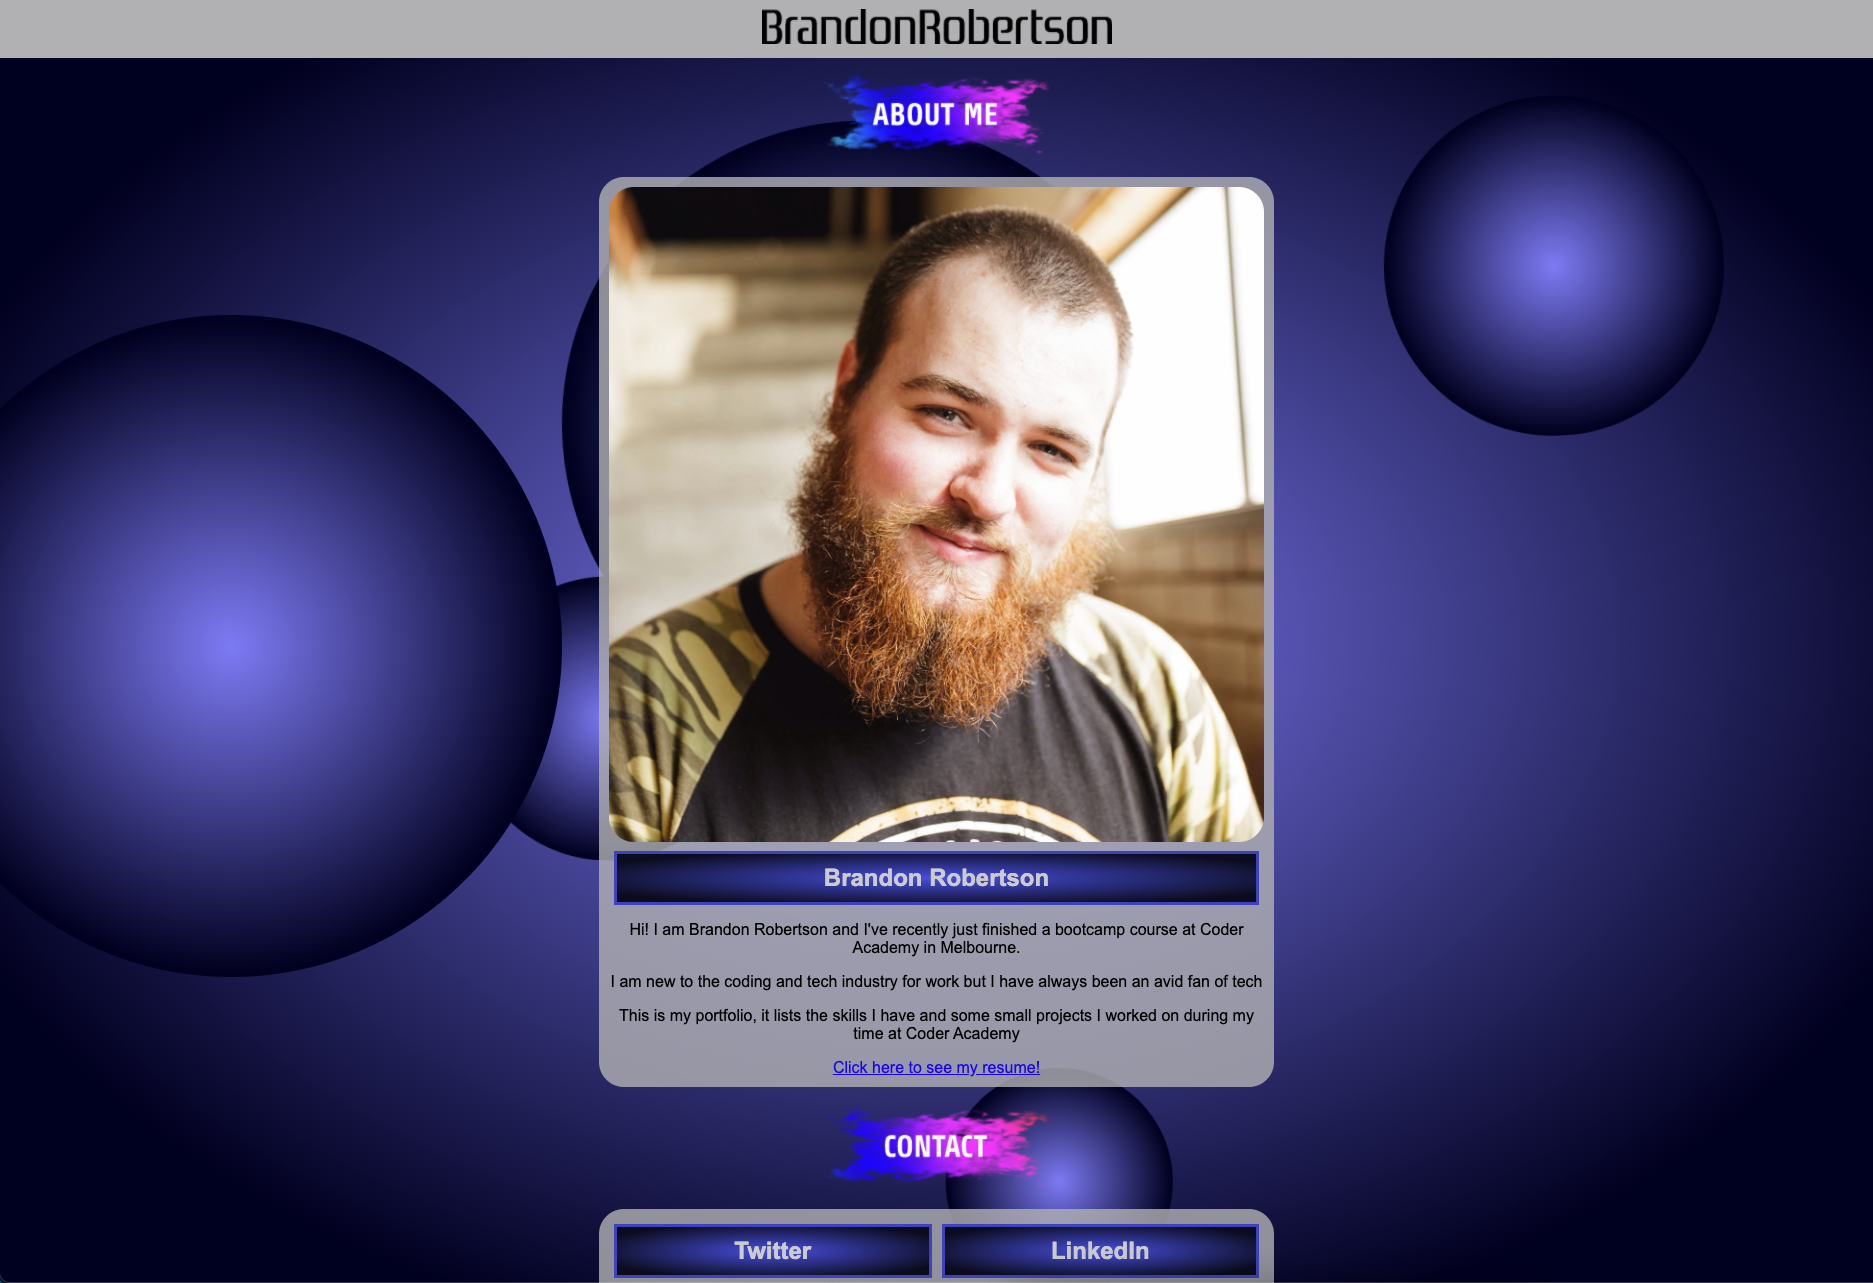 BrandonRobertson
ABOUT ME
Brandon Robertson
Hi! I am Brandon Robertson and I've recently just finished a bootcamp course at Coder
Academy in Melbourne.
I am new to the coding and tech industry for work but I have always been an avid fan of tech
This is my portfolio, it lists the skills I have and some small projects I worked on during my
time at Coder Academy
Click here to see my resume!
CONTACT
Twitter
LinkedIn